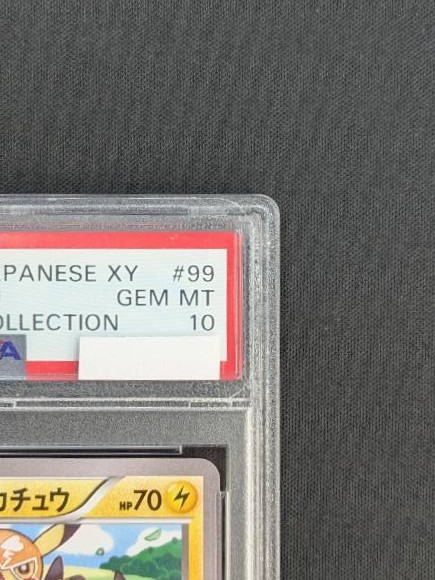 PANESE XY #99
GEM MT
OLLECTION 10
A
カチュウ HP70